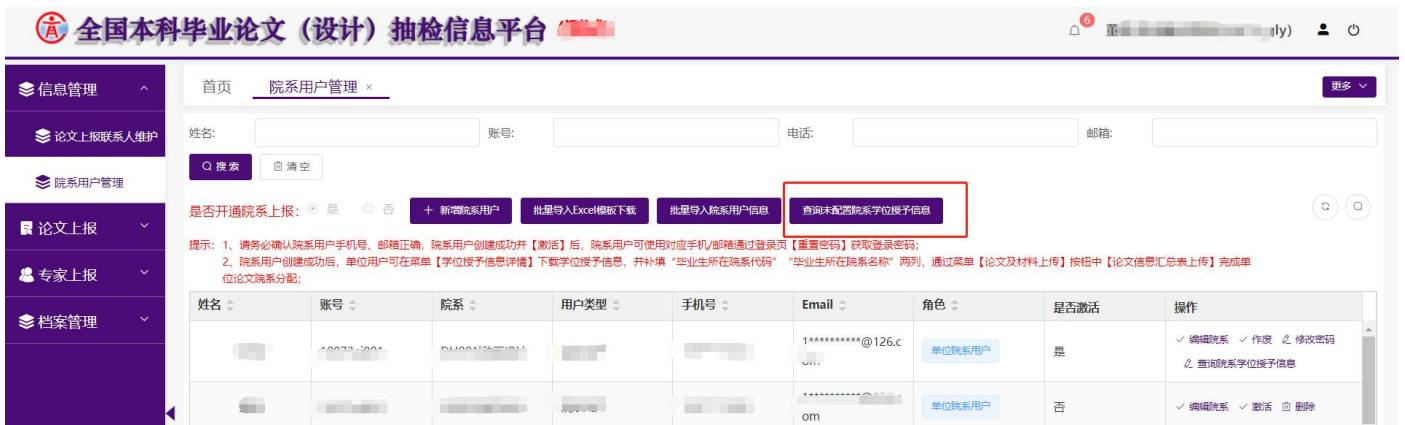 全国本科毕业论文（设计）抽检信息平台
6
gly)
信息管理
论文上报联系人维护
院系用户管理
论文上报
专家上报
档案管理
首页 院系用户管理 × 更多
姓名: 账号: 电话: 邮箱:
搜索 清空
是否开通院系上报: 是 否 + 新增院系用户 批量导入Excel模板下载 批量导入院系用户信息 查询未配置院系学位授予信息
提示: 1、请务必确认院系用户手机号、邮箱正确，院系用户创建成功并【激活】后，院系用户可使用对应手机/邮箱通过登录页【重置密码】获取登录密码;
2、院系用户创建成功后，单位用户可在菜单【学位授予信息详情】下载学位授予信息，并补填“毕业生所在院系代码” “毕业生所在院系名称” 两列，通过菜单【论文及材料上传】按钮中【论文信息汇总表上传】完成单
位论文院系分配;
姓名 账号 院系 用户类型 手机号 Email 角色 是否激活 操作
1**********@126.c
om
单位院系用户 是 编辑院系 作废 修改密码
查询院系学位授予信息
om
单位院系用户 否 编辑院系 激活 删除